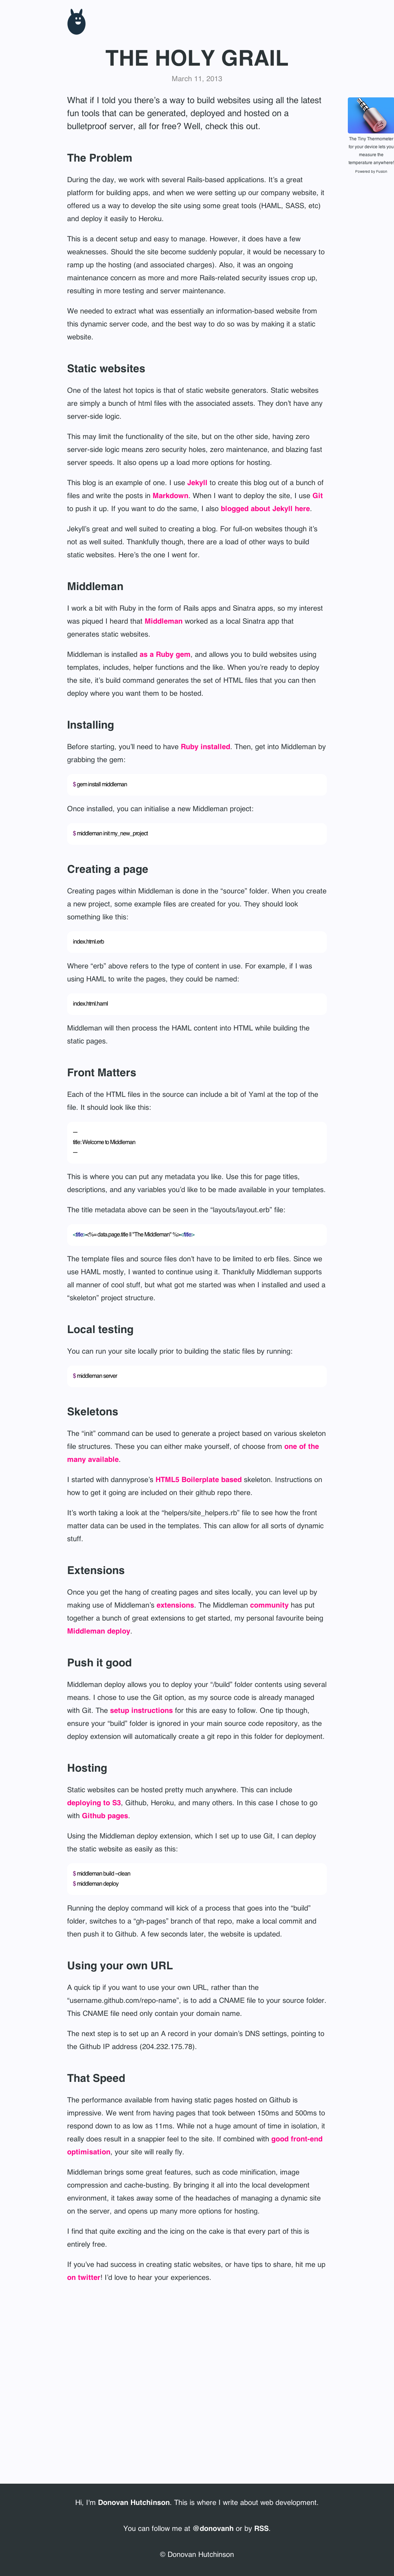 THE HOLY GRAIL
March 11, 2013
What if I told you there’s a way to build websites using all the latest
fun tools that can be generated, deployed and hosted on a
bulletproof server, all for free? Well, check this out.
The Tiny Thermometer
for your device lets you
measure the
temperature anywhere!
Powered by Fusion
The Problem
During the day, we work with several Rails-based applications. It’s a great
platform for building apps, and when we were setting up our company website, it
offered us a way to develop the site using some great tools (HAML, SASS, etc)
and deploy it easily to Heroku.
This is a decent setup and easy to manage. However, it does have a few
weaknesses. Should the site become suddenly popular, it would be necessary to
ramp up the hosting (and associated charges). Also, it was an ongoing
maintenance concern as more and more Rails-related security issues crop up,
resulting in more testing and server maintenance.
We needed to extract what was essentially an information-based website from
this dynamic server code, and the best way to do so was by making it a static
website.
Static websites
One of the latest hot topics is that of static website generators. Static websites
are simply a bunch of html files with the associated assets. They don’t have any
server-side logic.
This may limit the functionality of the site, but on the other side, having zero
server-side logic means zero security holes, zero maintenance, and blazing fast
server speeds. It also opens up a load more options for hosting.
This blog is an example of one. I use Jekyll to create this blog out of a bunch of
files and write the posts in Markdown. When I want to deploy the site, I use Git
to push it up. If you want to do the same, I also blogged about Jekyll here.
Jekyll’s great and well suited to creating a blog. For full-on websites though it’s
not as well suited. Thankfully though, there are a load of other ways to build
static websites. Here’s the one I went for.
Middleman
I work a bit with Ruby in the form of Rails apps and Sinatra apps, so my interest
was piqued I heard that Middleman worked as a local Sinatra app that
generates static websites.
Middleman is installed as a Ruby gem, and allows you to build websites using
templates, includes, helper functions and the like. When you’re ready to deploy
the site, it’s build command generates the set of HTML files that you can then
deploy where you want them to be hosted.
Installing
Before starting, you’ll need to have Ruby installed. Then, get into Middleman by
grabbing the gem:
$ gem install middleman
Once installed, you can initialise a new Middleman project:
$ middleman init my_new_project
Creating a page
Creating pages within Middleman is done in the “source” folder. When you create
a new project, some example files are created for you. They should look
something like this:
index.html.erb
Where “erb” above refers to the type of content in use. For example, if I was
using HAML to write the pages, they could be named:
index.html.haml
Middleman will then process the HAML content into HTML while building the
static pages.
Front Matters
Each of the HTML files in the source can include a bit of Yaml at the top of the
file. It should look like this:
---
title: Welcome to Middleman
---
This is where you can put any metadata you like. Use this for page titles,
descriptions, and any variables you’d like to be made available in your templates.
The title metadata above can be seen in the “layouts/layout.erb” file:
<title><%= data.page.title || "The Middleman" %></title>
The template files and source files don’t have to be limited to erb files. Since we
use HAML mostly, I wanted to continue using it. Thankfully Middleman supports
all manner of cool stuff, but what got me started was when I installed and used a
“skeleton” project structure.
Local testing
You can run your site locally prior to building the static files by running:
$ middleman server
Skeletons
The “init” command can be used to generate a project based on various skeleton
file structures. These you can either make yourself, of choose from one of the
many available.
I started with dannyprose’s HTML5 Boilerplate based skeleton. Instructions on
how to get it going are included on their github repo there.
It’s worth taking a look at the “helpers/site_helpers.rb” file to see how the front
matter data can be used in the templates. This can allow for all sorts of dynamic
stuff.
Extensions
Once you get the hang of creating pages and sites locally, you can level up by
making use of Middleman’s extensions. The Middleman community has put
together a bunch of great extensions to get started, my personal favourite being
Middleman deploy.
Push it good
Middleman deploy allows you to deploy your “/build” folder contents using several
means. I chose to use the Git option, as my source code is already managed
with Git. The setup instructions for this are easy to follow. One tip though,
ensure your “build” folder is ignored in your main source code repository, as the
deploy extension will automatically create a git repo in this folder for deployment.
Hosting
Static websites can be hosted pretty much anywhere. This can include
deploying to S3, Github, Heroku, and many others. In this case I chose to go
with Github pages.
Using the Middleman deploy extension, which I set up to use Git, I can deploy
the static website as easily as this:
$ middleman build --clean
$ middleman deploy
Running the deploy command will kick of a process that goes into the “build”
folder, switches to a “gh-pages” branch of that repo, make a local commit and
then push it to Github. A few seconds later, the website is updated.
Using your own URL
A quick tip if you want to use your own URL, rather than the
“username.github.com/repo-name”, is to add a CNAME file to your source folder.
This CNAME file need only contain your domain name.
The next step is to set up an A record in your domain’s DNS settings, pointing to
the Github IP address (204.232.175.78).
That Speed
The performance available from having static pages hosted on Github is
impressive. We went from having pages that took between 150ms and 500ms to
respond down to as low as 11ms. While not a huge amount of time in isolation, it
really does result in a snappier feel to the site. If combined with good front-end
optimisation, your site will really fly.
Middleman brings some great features, such as code minification, image
compression and cache-busting. By bringing it all into the local development
environment, it takes away some of the headaches of managing a dynamic site
on the server, and opens up many more options for hosting.
I find that quite exciting and the icing on the cake is that every part of this is
entirely free.
If you’ve had success in creating static websites, or have tips to share, hit me up
on twitter! I’d love to hear your experiences.
Hi, I'm Donovan Hutchinson. This is where I write about web development.
You can follow me at @donovanh or by RSS.
© Donovan Hutchinson